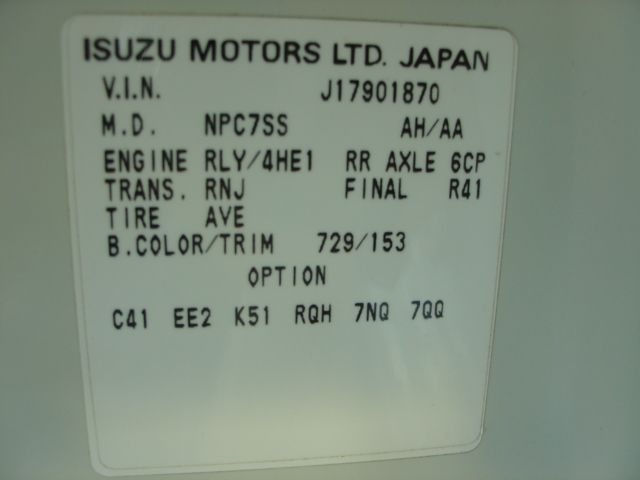 ISUZU MOTORS LTD. JAPAN
V.I.N. J17901870
M.D. NPC7SS AH/AA
ENGINE RLY/4HE1 RR AXLE 6CP
TRANS. RNJ FINAL R41
TIRE AVE
B.COLOR/TRIM 729/153
OPTION
C41 EE2 K51 RQH 7NQ 7QQ